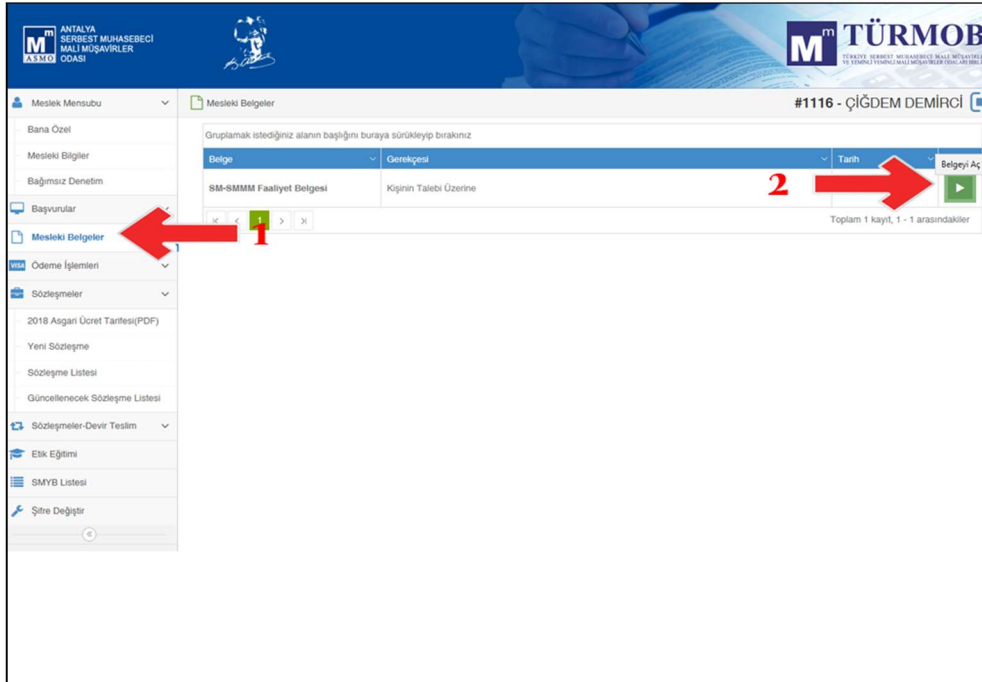 ANTALYA
SERBEST MUHASEBECİ
MALİ MÜŞAVİRLER
ODASI
ASMO
TÜRMOB
Meslek Mensubu
Mesleki Belgeler
#1116 - ÇİĞDEM DEMİRCİ
Bana Özel
Mesleki Bilgiler
Bağımsız Denetim
Başvurular
Mesleki Belgeler
Ödeme İşlemleri
Sözleşmeler
2018 Asgari Ücret Tarifesi(PDF)
Yeni Sözleşme
Sözleşme Listesi
Güncellenecek Sözleşme Listesi
Sözleşmeler-Devir Teslim
Etik Eğitimi
SMYB Listesi
Şifre Değiştir
Gruplamak istediğiniz alanın başlığını buraya sürükleyip bırakınız
Belge Gerekçesi Tarih
Belgeyi Aç
SM-SMMM Faaliyet Belgesi Kişinin Talebi Üzerine
2
1
Toplam 1 kayıt, 1 - 1 arasındakiler
1